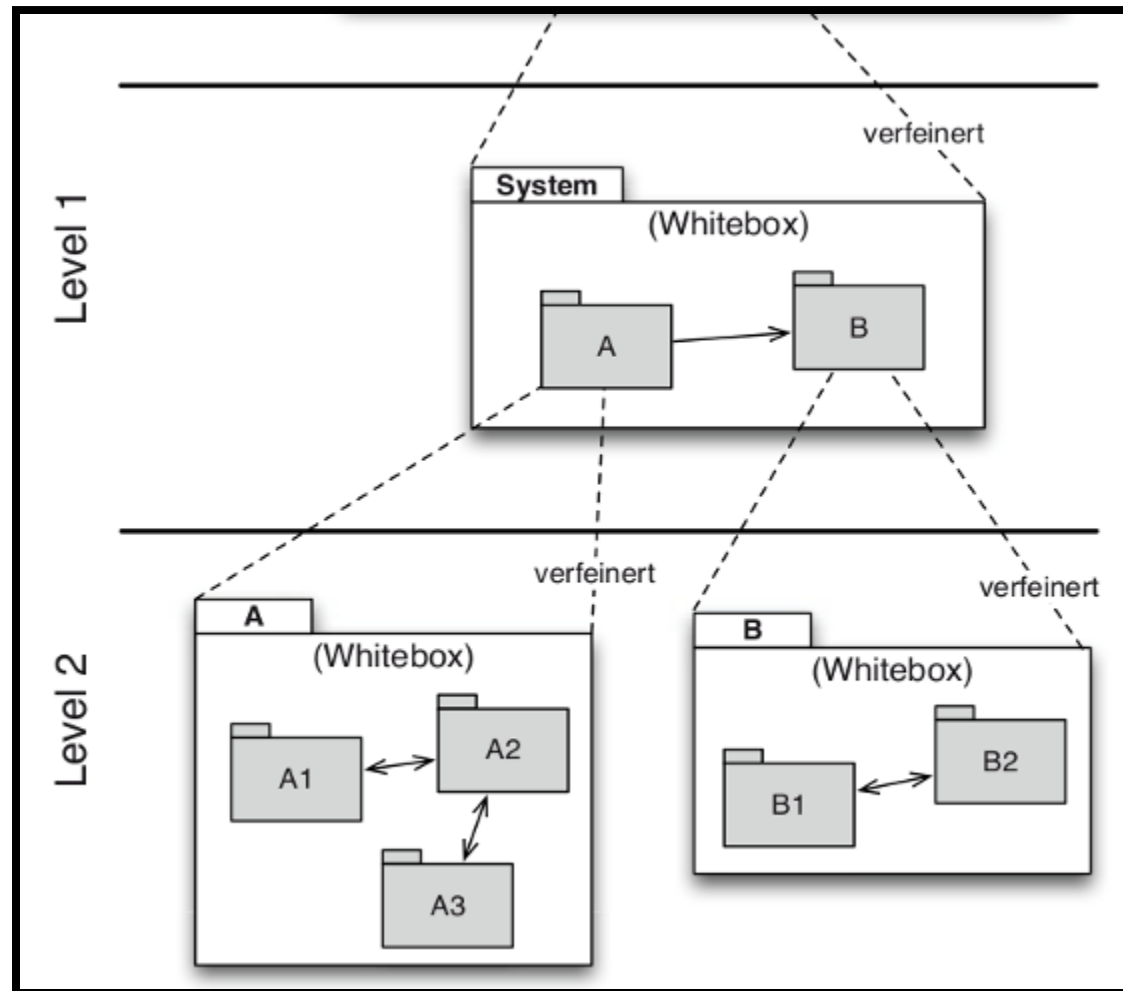 verfeinert
Level 1
System
(Whitebox)
A
B
verfeinert
verfeinert
Level 2
A
(Whitebox)
A1
A2
A3
B
(Whitebox)
B1
B2